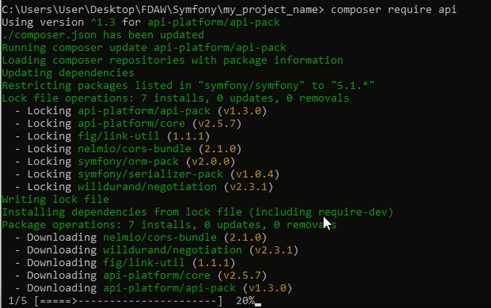 C:\Users\User\Desktop\FDAW\Symfony\my_project_name> composer require api
Using version ^1.3 for api-platform/api-pack
./composer.json has been updated
Running composer update api-platform/api-pack
Loading composer repositories with package information
Updating dependencies
Restricting packages listed in "symfony/symfony" to "5.1.*"
Lock file operations: 7 installs, 0 updates, 0 removals
- Locking api-platform/api-pack (v1.3.0)
- Locking api-platform/core (v2.5.7)
- Locking fig/link-util (1.1.1)
- Locking nelmio/cors-bundle (2.1.0)
- Locking symfony/orm-pack (v2.0.0)
- Locking symfony/serializer-pack (v1.0.4)
- Locking willdurand/negotiation (v2.3.1)
Writing lock file
Installing dependencies from lock file (including require-dev)
Package operations: 7 installs, 0 updates, 0 removals
- Downloading nelmio/cors-bundle (2.1.0)
- Downloading willdurand/negotiation (v2.3.1)
- Downloading fig/link-util (1.1.1)
- Downloading api-platform/core (v2.5.7)
- Downloading api-platform/api-pack (v1.3.0)
1/5 [=====>----------------------] 20%